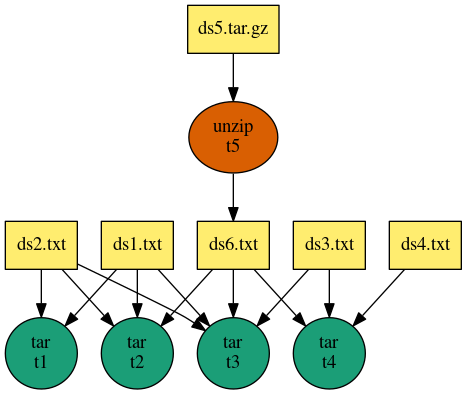 ds5.tar.gz
unzip
t5
ds2.txt
ds1.txt
ds6.txt
ds3.txt
ds4.txt
tar
t1
tar
t2
tar
t3
tar
t4